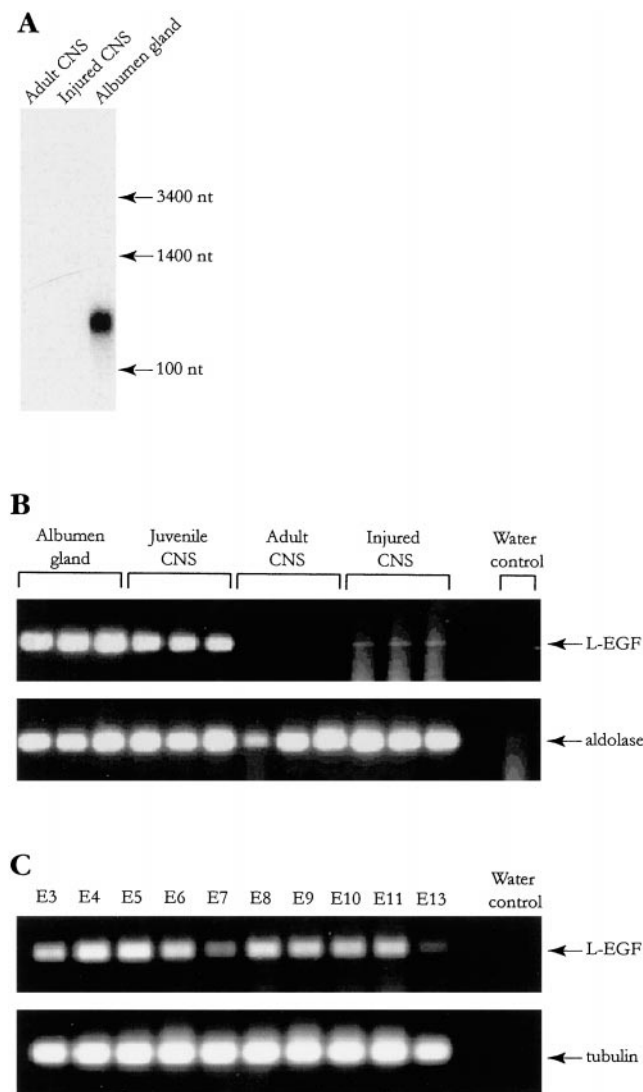 A
Adult CNS
Injured CNS
Albumen gland
3400 nt
1400 nt
100 nt
B
Albumen gland
Juvenile CNS
Adult CNS
Injured CNS
Water control
L-EGF
aldolase
C
E3 E4 E5 E6 E7 E8 E9 E10 E11 E13
Water control
L-EGF
tubulin